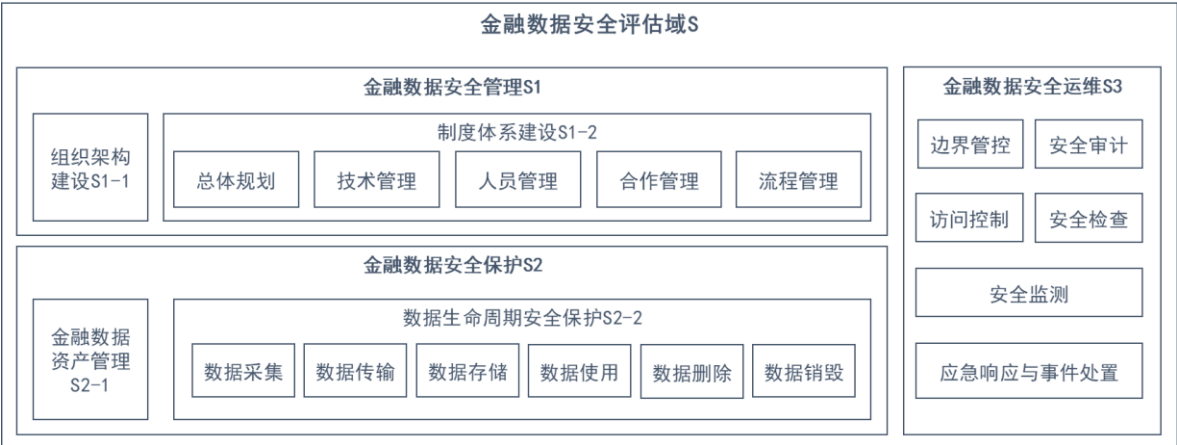 金融数据安全评估域S
金融数据安全管理S1
组织架构
建设S1-1
制度体系建设S1-2
总体规划
技术管理
人员管理
合作管理
流程管理
金融数据安全保护S2
金融数据
资产管理
S2-1
数据生命周期安全保护S2-2
数据采集
数据传输
数据存储
数据使用
数据删除
数据销毁
金融数据安全运维S3
边界管控
安全审计
访问控制
安全检查
安全监测
应急响应与事件处置